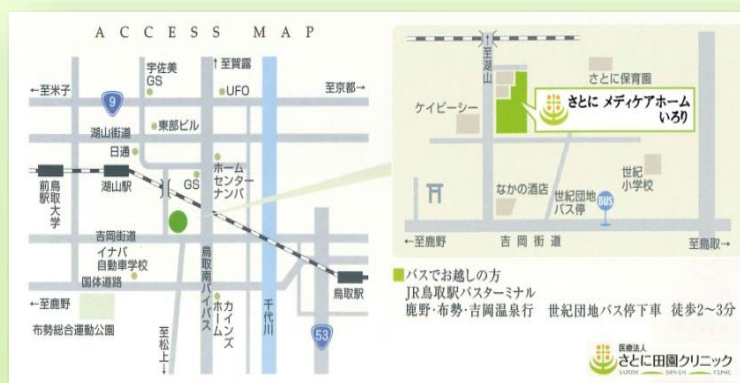 ACCESS MAP
宇佐美
GS
↑至賀露
←至米子
9
UFO
至京都→
湖山街道
東部ビル
日通
ホーム
センター
ナンバ
GS
鳥取大学
前駅
湖山駅
吉岡街道
イナバ
自動車学校
国体道路
鳥取南バイパス
鳥取駅
←至鹿野
カインズ
ホーム
千代川
布勢総合運動公園
至松上→
53
至湖山
さとに保育園
ケイピーシー
さとに メディケアホーム
いろり
世紀
小学校
なかの酒店
世紀団地
バス停
BUS
←至鹿野
吉岡街道
至鳥取→
バスでお越しの方
JR鳥取駅バスターミナル
鹿野・布勢・吉岡温泉行 世紀団地バス停下車 徒歩2～3分
医療法人
さとに田園クリニック
SATONI DEN-EN CLINIC